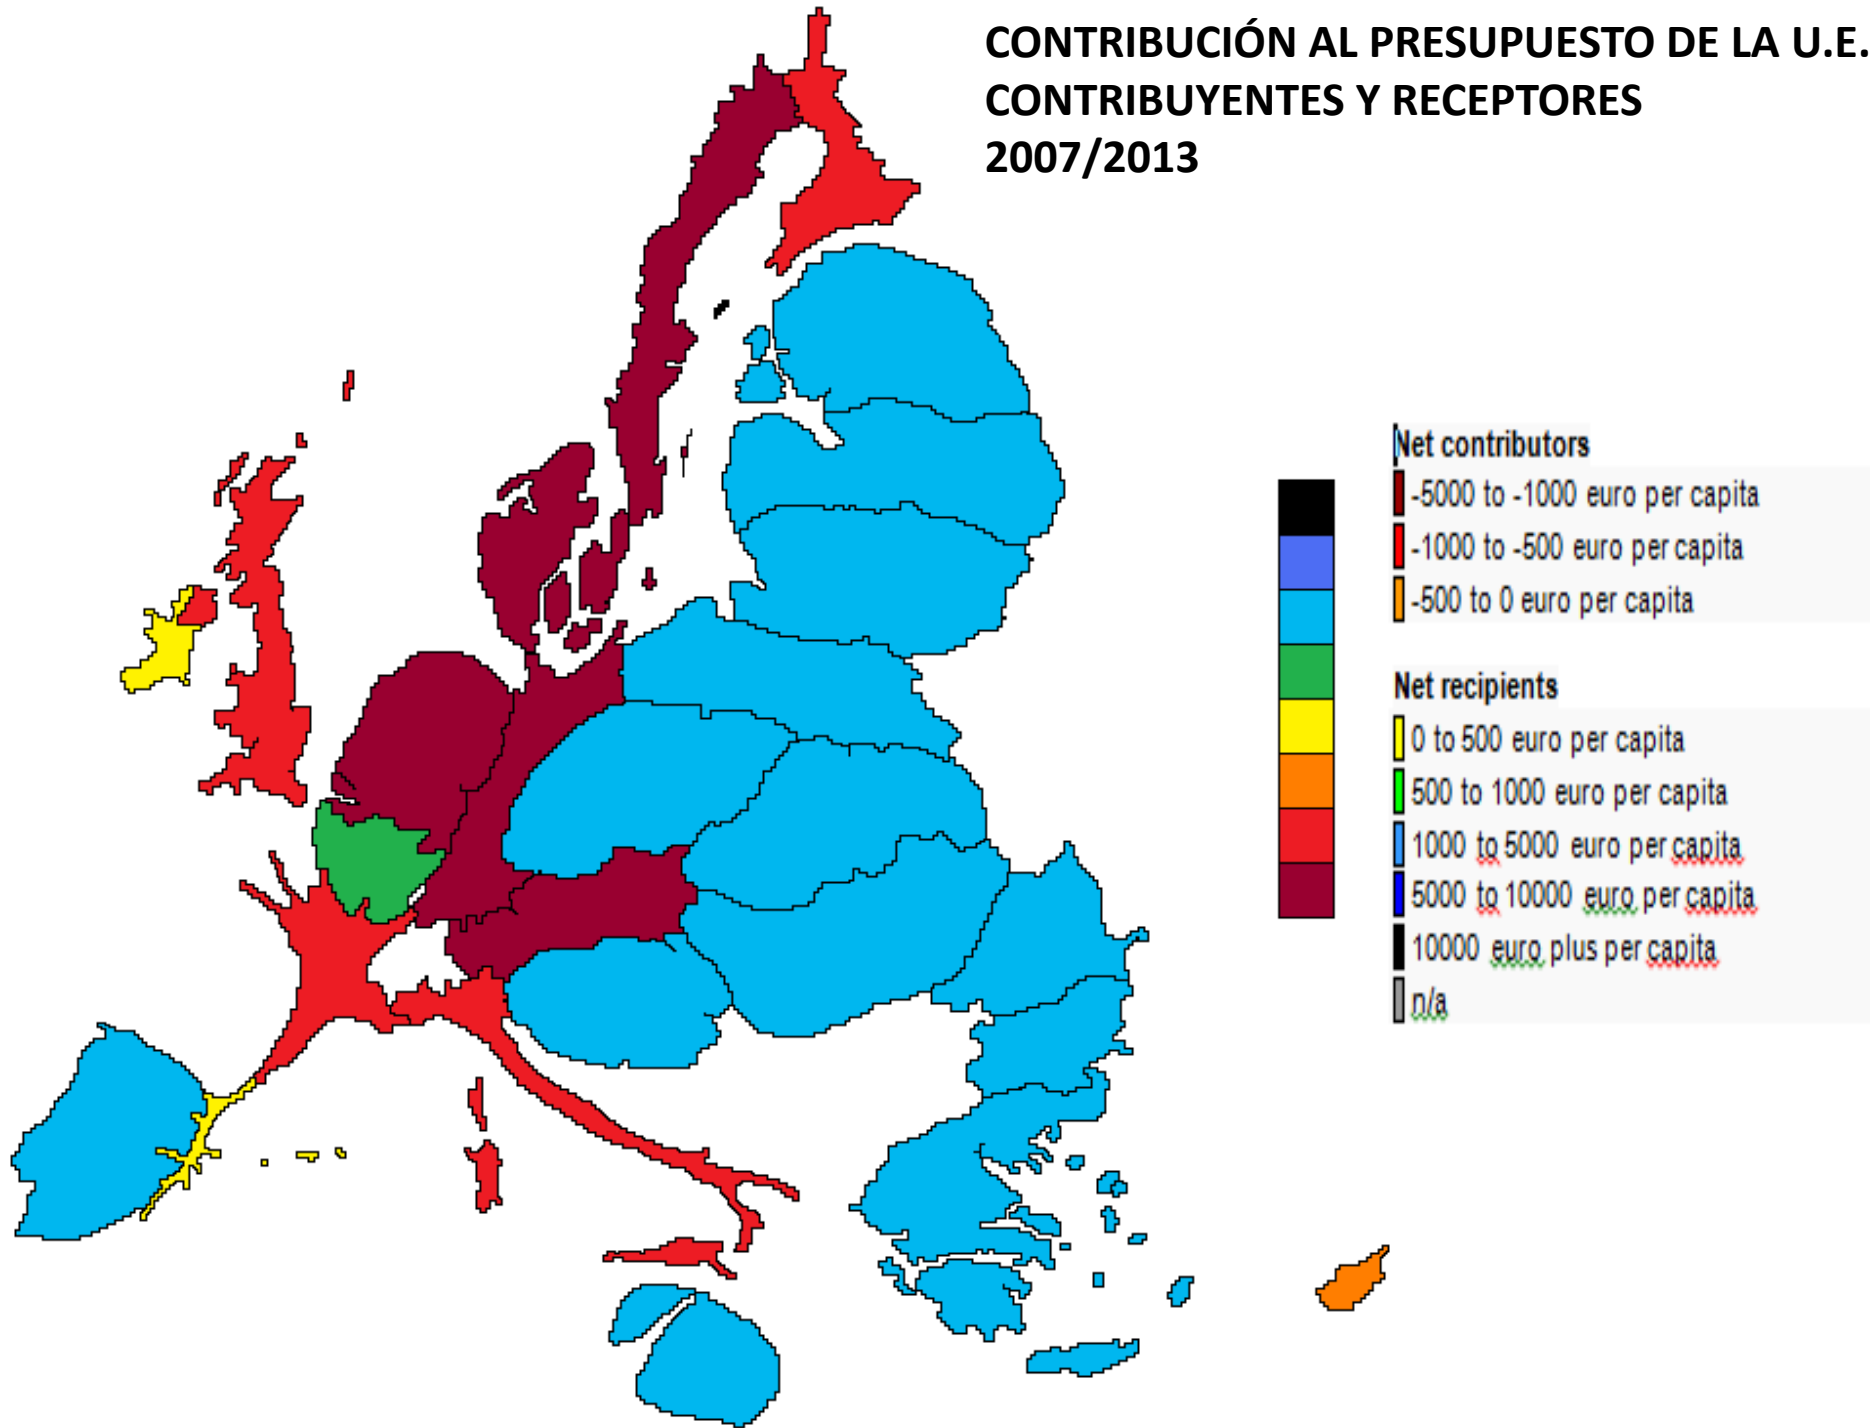 CONTRIBUCIÓN AL PRESUPUESTO DE LA U.E.
CONTRIBUYENTES Y RECEPTORES
2007/2013
Net contributors
-5000 to -1000 euro per capita
-1000 to -500 euro per capita
-500 to 0 euro per capita
Net recipients
0 to 500 euro per capita
500 to 1000 euro per capita
1000 to 5000 euro per capita
5000 to 10000 euro per capita
10000 euro plus per capita
n/a